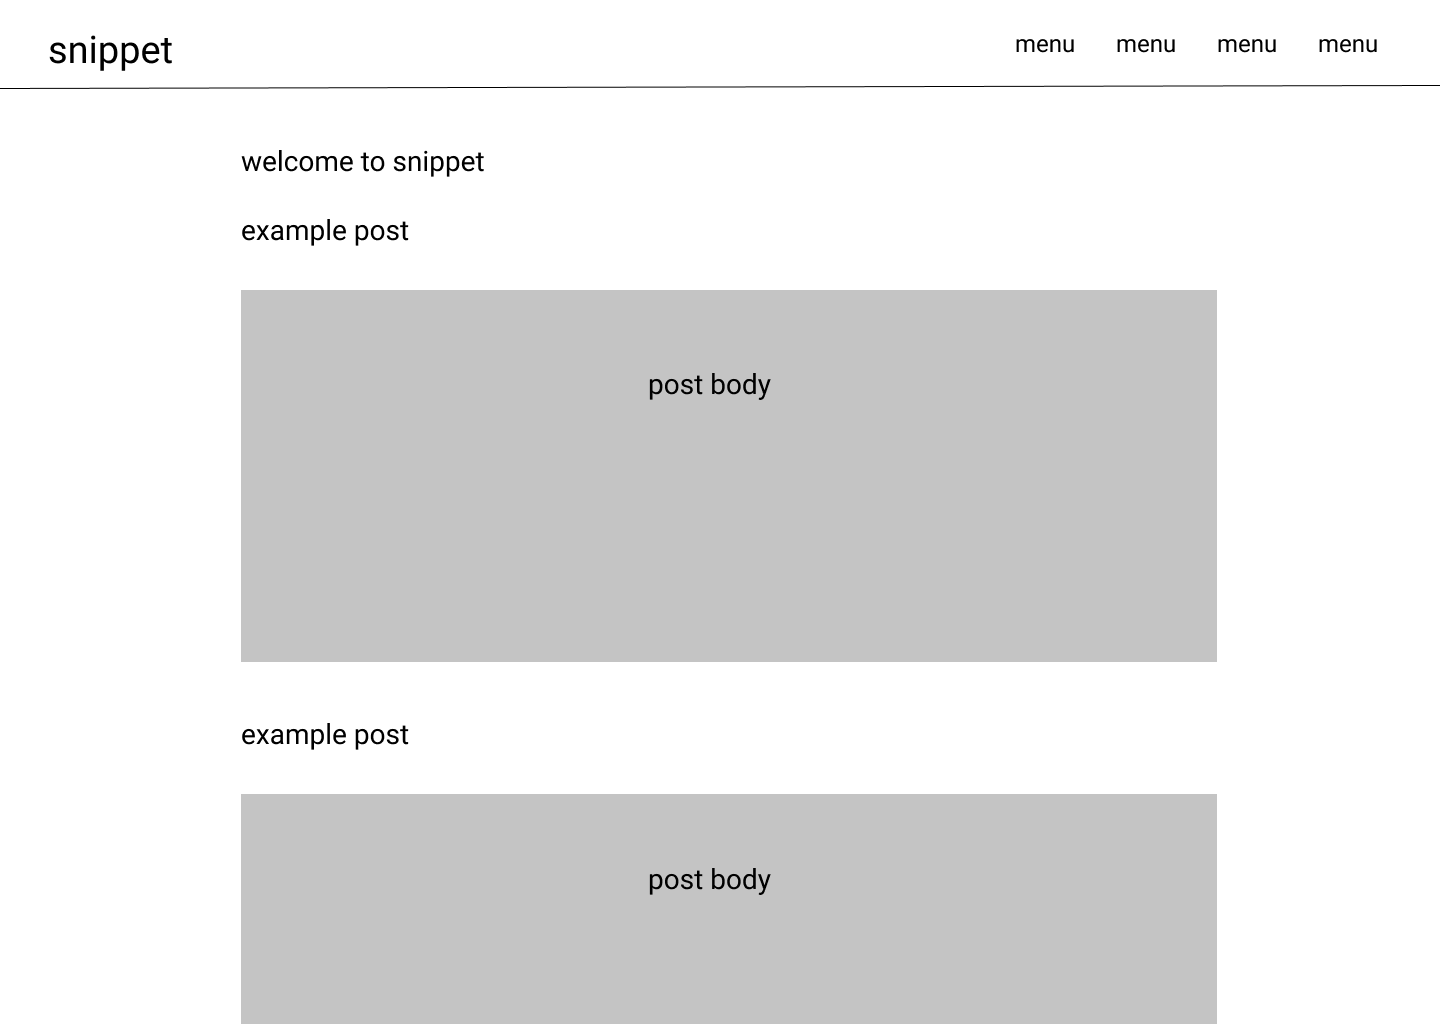 snippet
menu menu menu menu
welcome to snippet
example post
post body
example post
post body